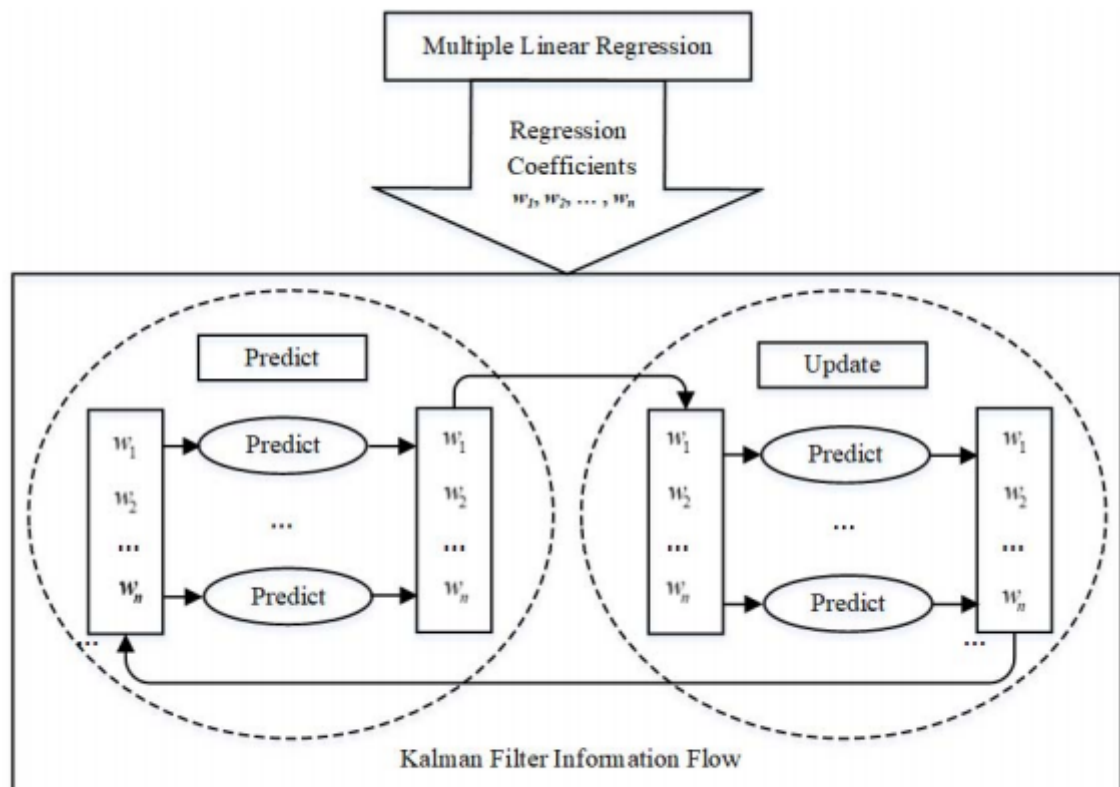 Multiple Linear Regression
Regression
Coefficients
w₁, w₂, ... , wₙ
Predict
w₁
w₂
...
wₙ
...
Predict
...
Predict
w₁
w₂
...
wₙ
Update
w₁
w₂
...
wₙ
Predict
...
Predict
w₁
w₂
...
wₙ
...
Kalman Filter Information Flow